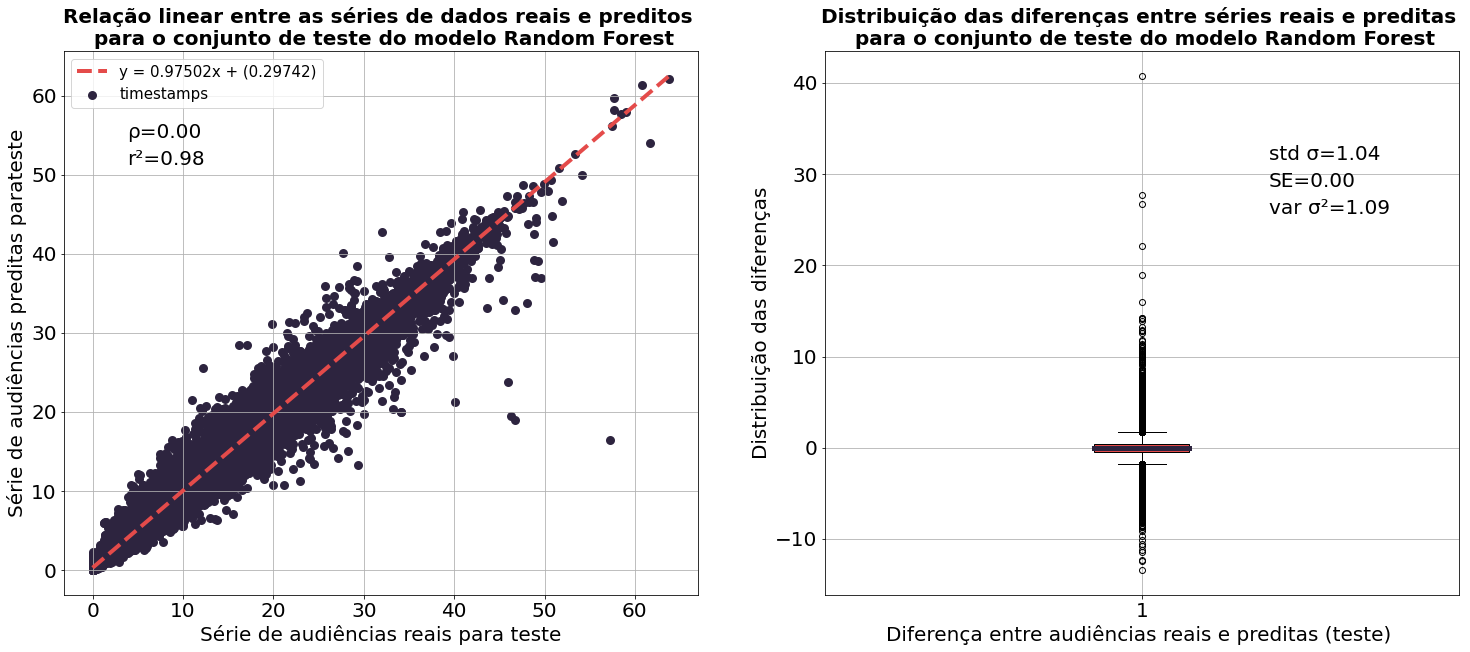 Relação linear entre as séries de dados reais e preditos
para o conjunto de teste do modelo Random Forest
y = 0.97502x + (0.29742)
timestamps
ρ=0.00
r²=0.98
Série de audiências preditas parateste
60
50
40
30
20
10
0
0 10 20 30 40 50 60
Série de audiências reais para teste
Distribuição das diferenças entre séries reais e preditas
para o conjunto de teste do modelo Random Forest
std σ=1.04
SE=0.00
var σ²=1.09
Distribuição das diferenças
40
30
20
10
0
−10
1
Diferença entre audiências reais e preditas (teste)